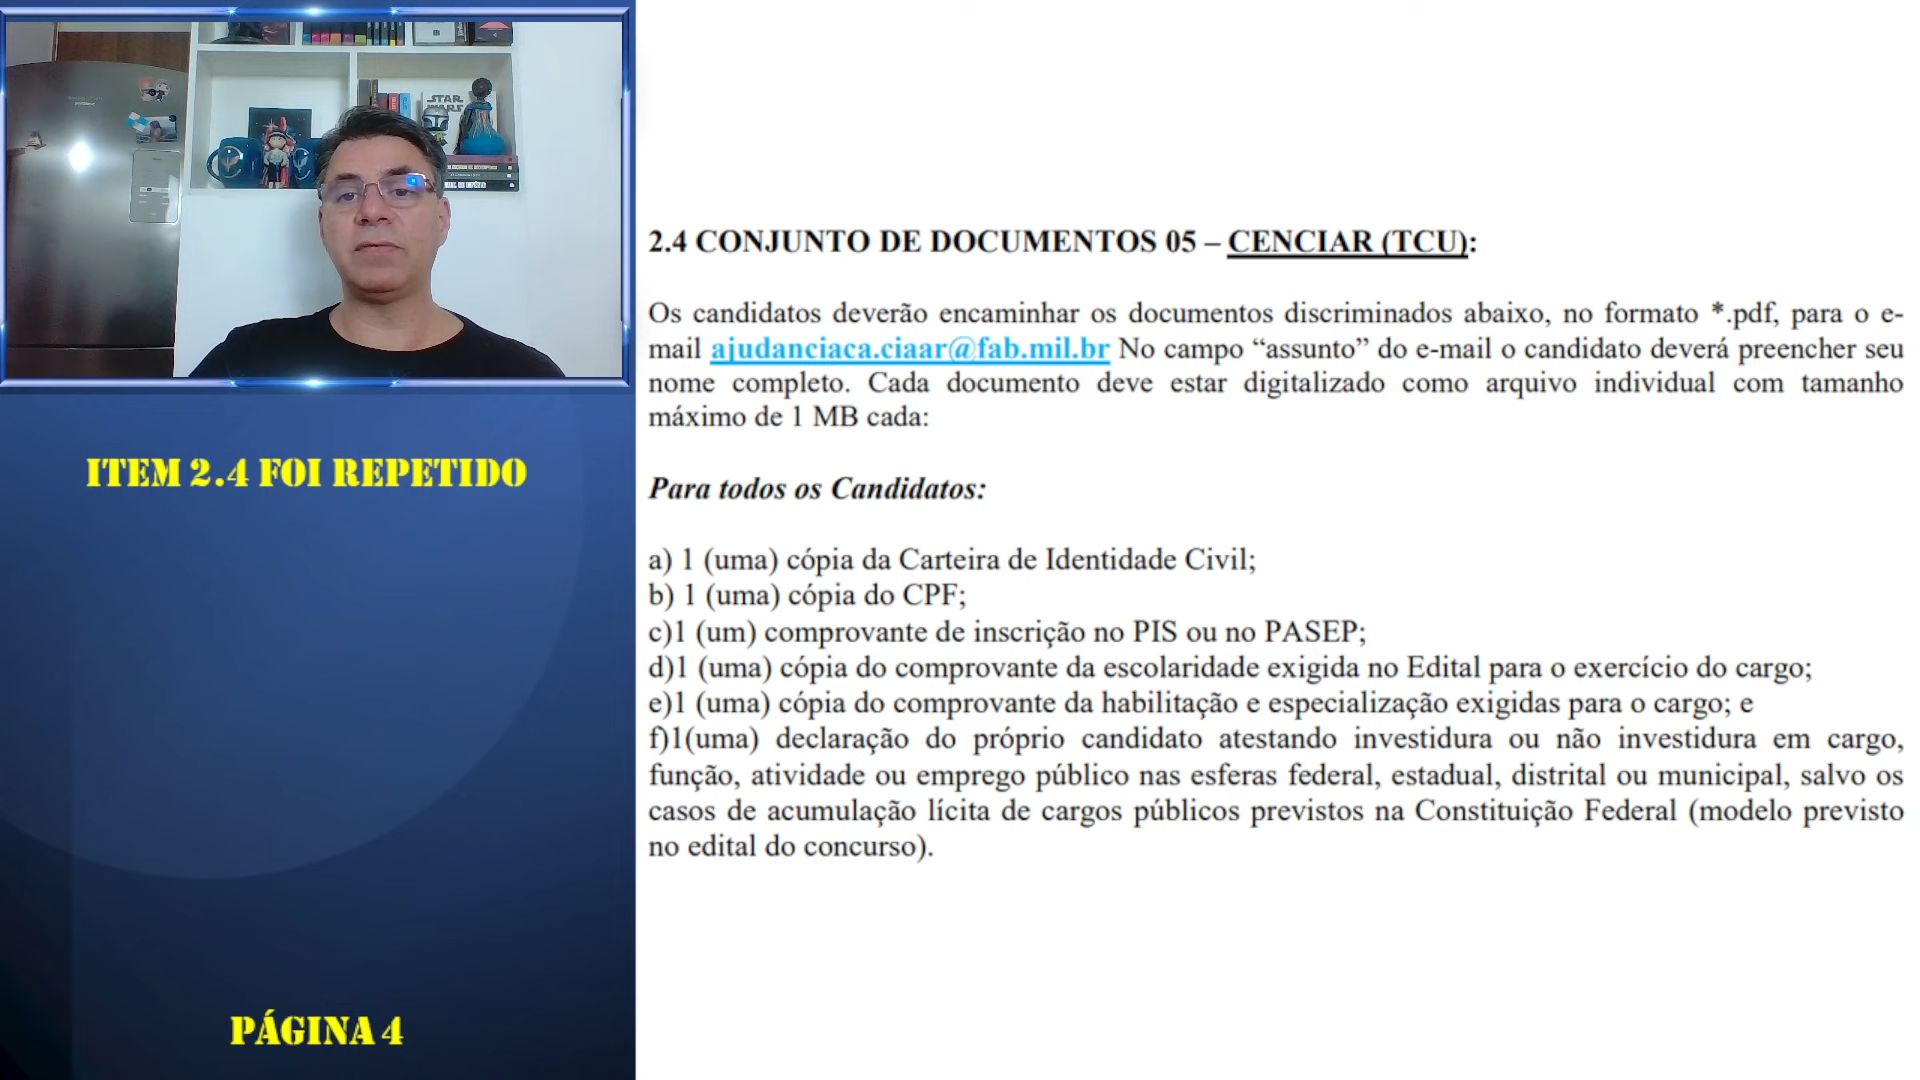 STAR
WARS
ITEM 2.4 FOI REPETIDO
PÁGINA 4
2.4 CONJUNTO DE DOCUMENTOS 05 – CENCIAR (TCU):
Os candidatos deverão encaminhar os documentos discriminados abaixo, no formato *.pdf, para o e-
mail ajudanciaca.ciaar@fab.mil.br No campo “assunto” do e-mail o candidato deverá preencher seu
nome completo. Cada documento deve estar digitalizado como arquivo individual com tamanho
máximo de 1 MB cada:
Para todos os Candidatos:
a) 1 (uma) cópia da Carteira de Identidade Civil;
b) 1 (uma) cópia do CPF;
c)1 (um) comprovante de inscrição no PIS ou no PASEP;
d)1 (uma) cópia do comprovante da escolaridade exigida no Edital para o exercício do cargo;
e)1 (uma) cópia do comprovante da habilitação e especialização exigidas para o cargo; e
f)1(uma) declaração do próprio candidato atestando investidura ou não investidura em cargo,
função, atividade ou emprego público nas esferas federal, estadual, distrital ou municipal, salvo os
casos de acumulação lícita de cargos públicos previstos na Constituição Federal (modelo previsto
no edital do concurso).